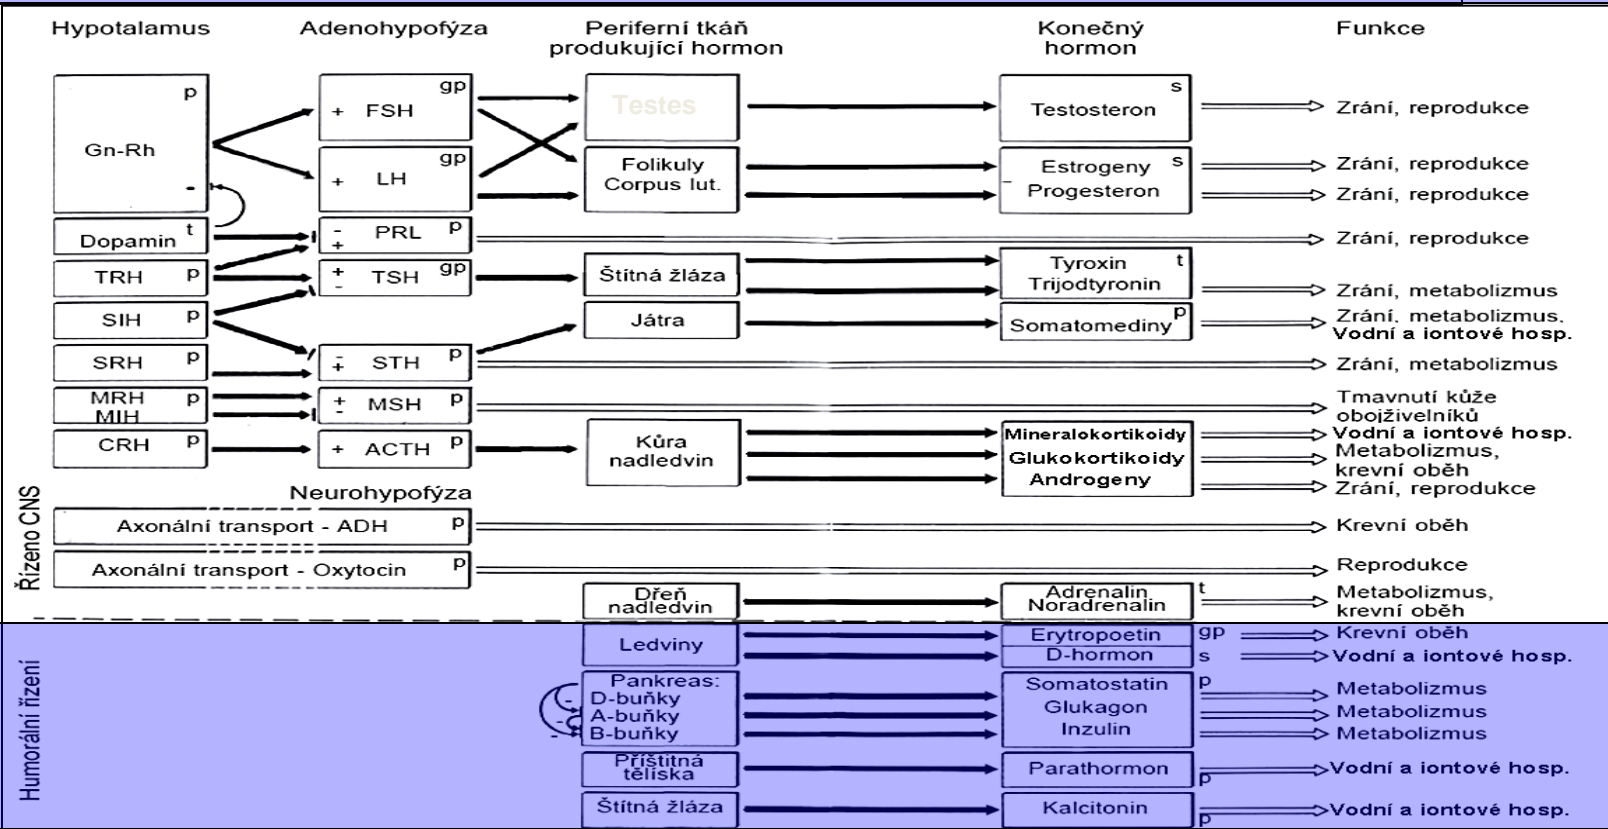 Hypotalamus
Adenohypofýza
Periferní tkáň
produkující hormon
Konečný
hormon
Funkce
p
Gn-Rh
-
gp
+ FSH
gp
+ LH
Testes
Folikuly
Corpus lut.
s
Testosteron
Estrogeny s
- Progesteron
Zrání, reprodukce
Zrání, reprodukce
Zrání, reprodukce
Dopamin t
- PRL p
+
Zrání, reprodukce
TRH p
+ TSH gp
-
Štítná žláza
Tyroxin t
Trijodtyronin
Zrání, metabolizmus
SIH p
Játra
Somatomediny p
Zrání, metabolizmus,
Vodní a iontové hosp.
SRH p
- STH p
+
Zrání, metabolizmus
MRH p
MIH
+ MSH p
-
Tmavnutí kůže
obojživelníků
CRH p
+ ACTH p
Kůra
nadledvin
Mineralokortikoidy
Glukokortikoidy
Androgeny
Vodní a iontové hosp.
Metabolizmus,
krevní oběh
Zrání, reprodukce
Řízeno CNS
Neurohypofýza
Axonální transport - ADH p
Krevní oběh
Axonální transport - Oxytocin p
Reprodukce
Dřeň
nadledvin
Adrenalin t
Noradrenalin
Metabolizmus,
krevní oběh
Humorální řízení
Ledviny
Erytropoetin gp
D-hormon s
Krevní oběh
Vodní a iontové hosp.
Pankreas:
- D-buňky
- A-buňky
- B-buňky
Somatostatin p
Glukagon
Inzulin
Metabolizmus
Metabolizmus
Metabolizmus
Příštitná
tělíska
Parathormon p
Vodní a iontové hosp.
Štítná žláza
Kalcitonin p
Vodní a iontové hosp.